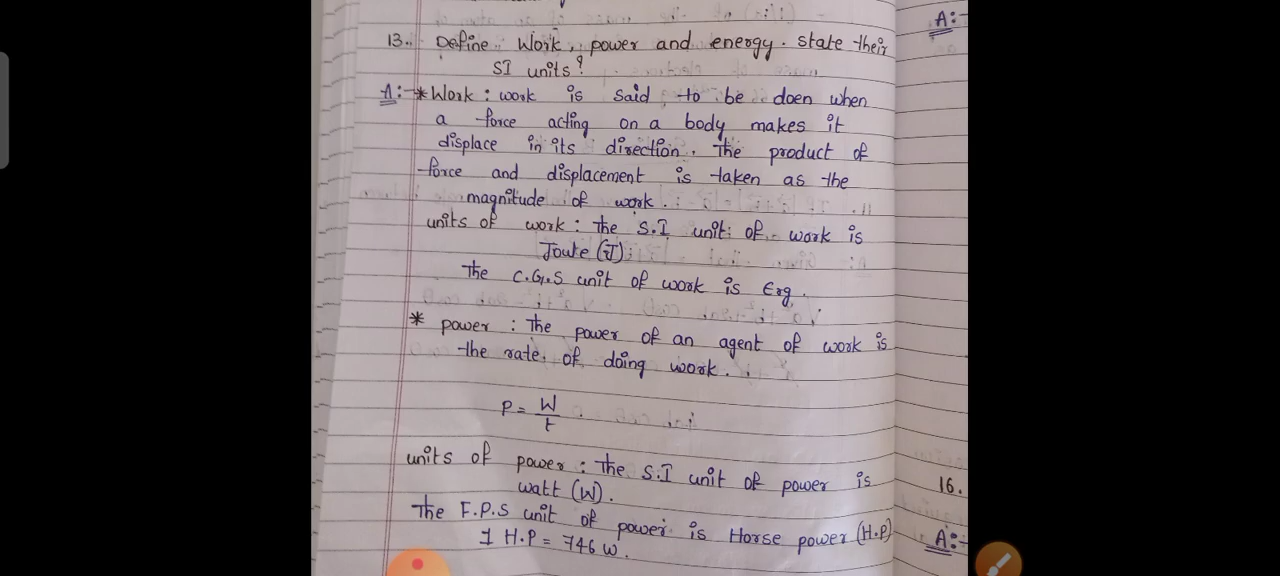 13. Define Work, power and energy. state their
SI units?
A:- * Work : work is said to be doen when
a force acting on a body makes it
displace in its direction. The product of
force and displacement is taken as the
magnitude of work.
units of work : the S.I unit of work is
Joule (J)
The C.G.S unit of work is Erg.
* power : The power of an agent of work is
the rate of doing work.
P = W/t
units of power : The S.I unit of power is
watt (W).
The F.P.S unit of power is Horse power (H.P)
1 H.P = 746 W.
A:-
16.
A:-